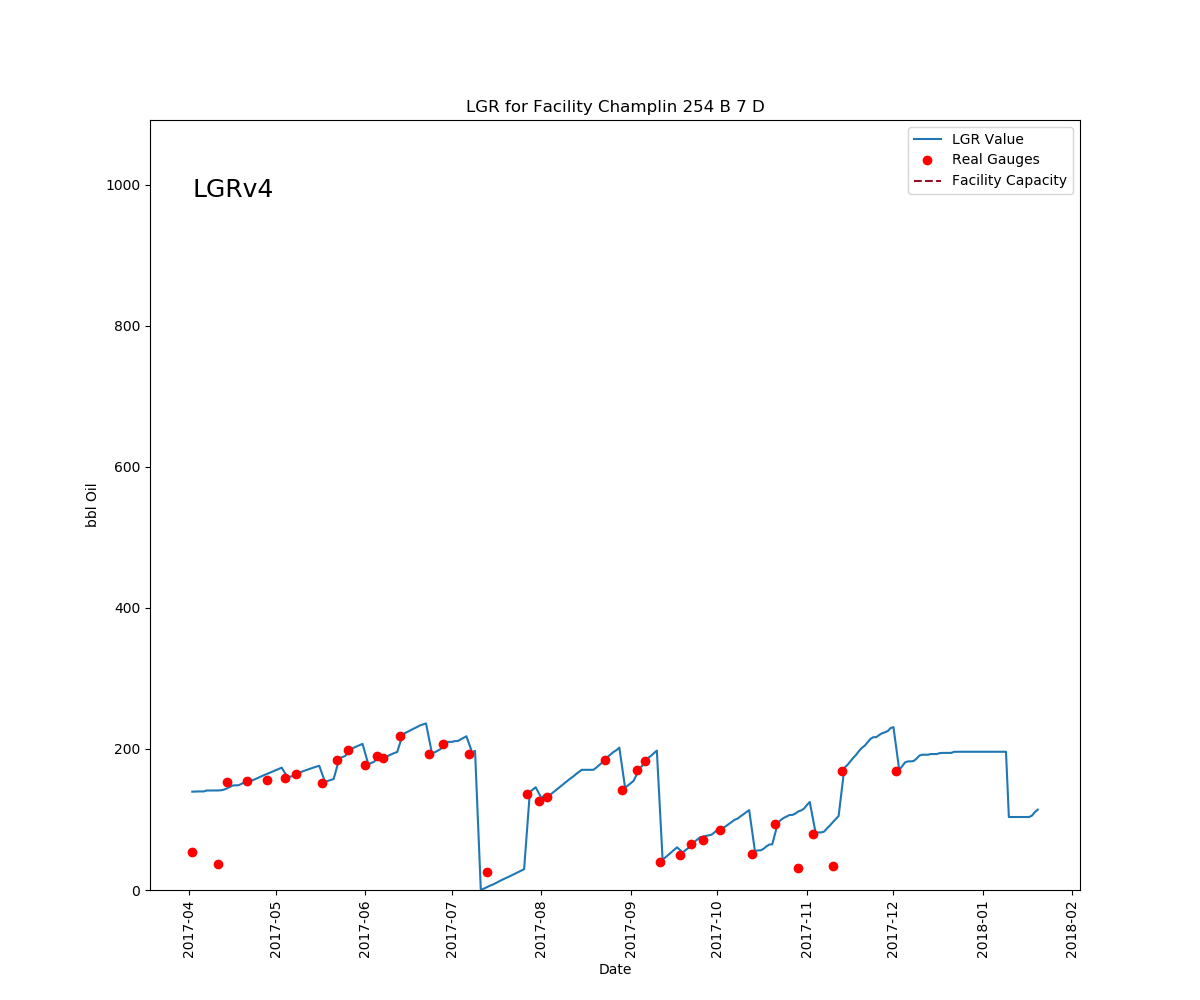 LGR for Facility Champlin 254 B 7 D
LGR Value
Real Gauges
Facility Capacity
LGRv4
1000
800
600
400
200
0
bbl Oil
2017-04
2017-05
2017-06
2017-07
2017-08
2017-09
2017-10
2017-11
2017-12
2018-01
2018-02
Date